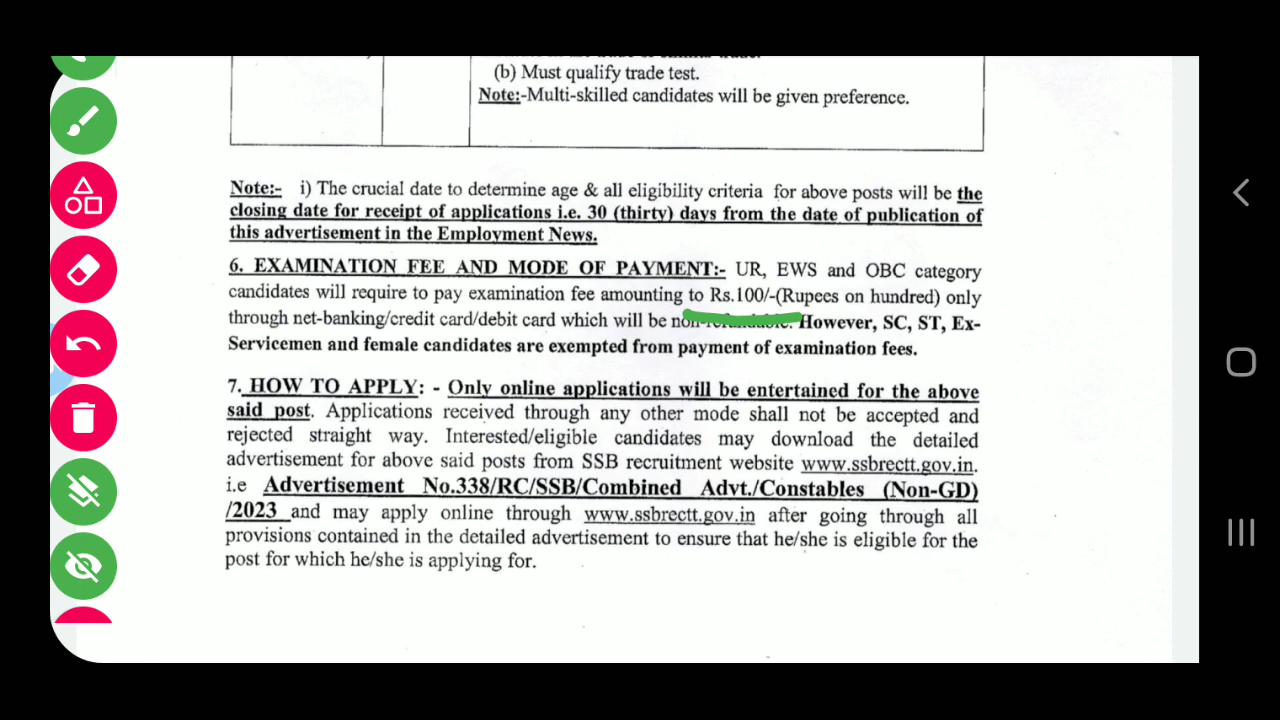 (b) Must qualify trade test.
Note:-Multi-skilled candidates will be given preference.
Note:- i) The crucial date to determine age & all eligibility criteria for above posts will be the
closing date for receipt of applications i.e. 30 (thirty) days from the date of publication of
this advertisement in the Employment News.
6. EXAMINATION FEE AND MODE OF PAYMENT:- UR, EWS and OBC category
candidates will require to pay examination fee amounting to Rs.100/-(Rupees on hundred) only
through net-banking/credit card/debit card which will be non-refundable. However, SC, ST, Ex-
Servicemen and female candidates are exempted from payment of examination fees.
7. HOW TO APPLY: - Only online applications will be entertained for the above
said post. Applications received through any other mode shall not be accepted and
rejected straight way. Interested/eligible candidates may download the detailed
advertisement for above said posts from SSB recruitment website www.ssbrectt.gov.in.
i.e Advertisement No.338/RC/SSB/Combined Advt./Constables (Non-GD)
/2023 and may apply online through www.ssbrectt.gov.in after going through all
provisions contained in the detailed advertisement to ensure that he/she is eligible for the
post for which he/she is applying for.